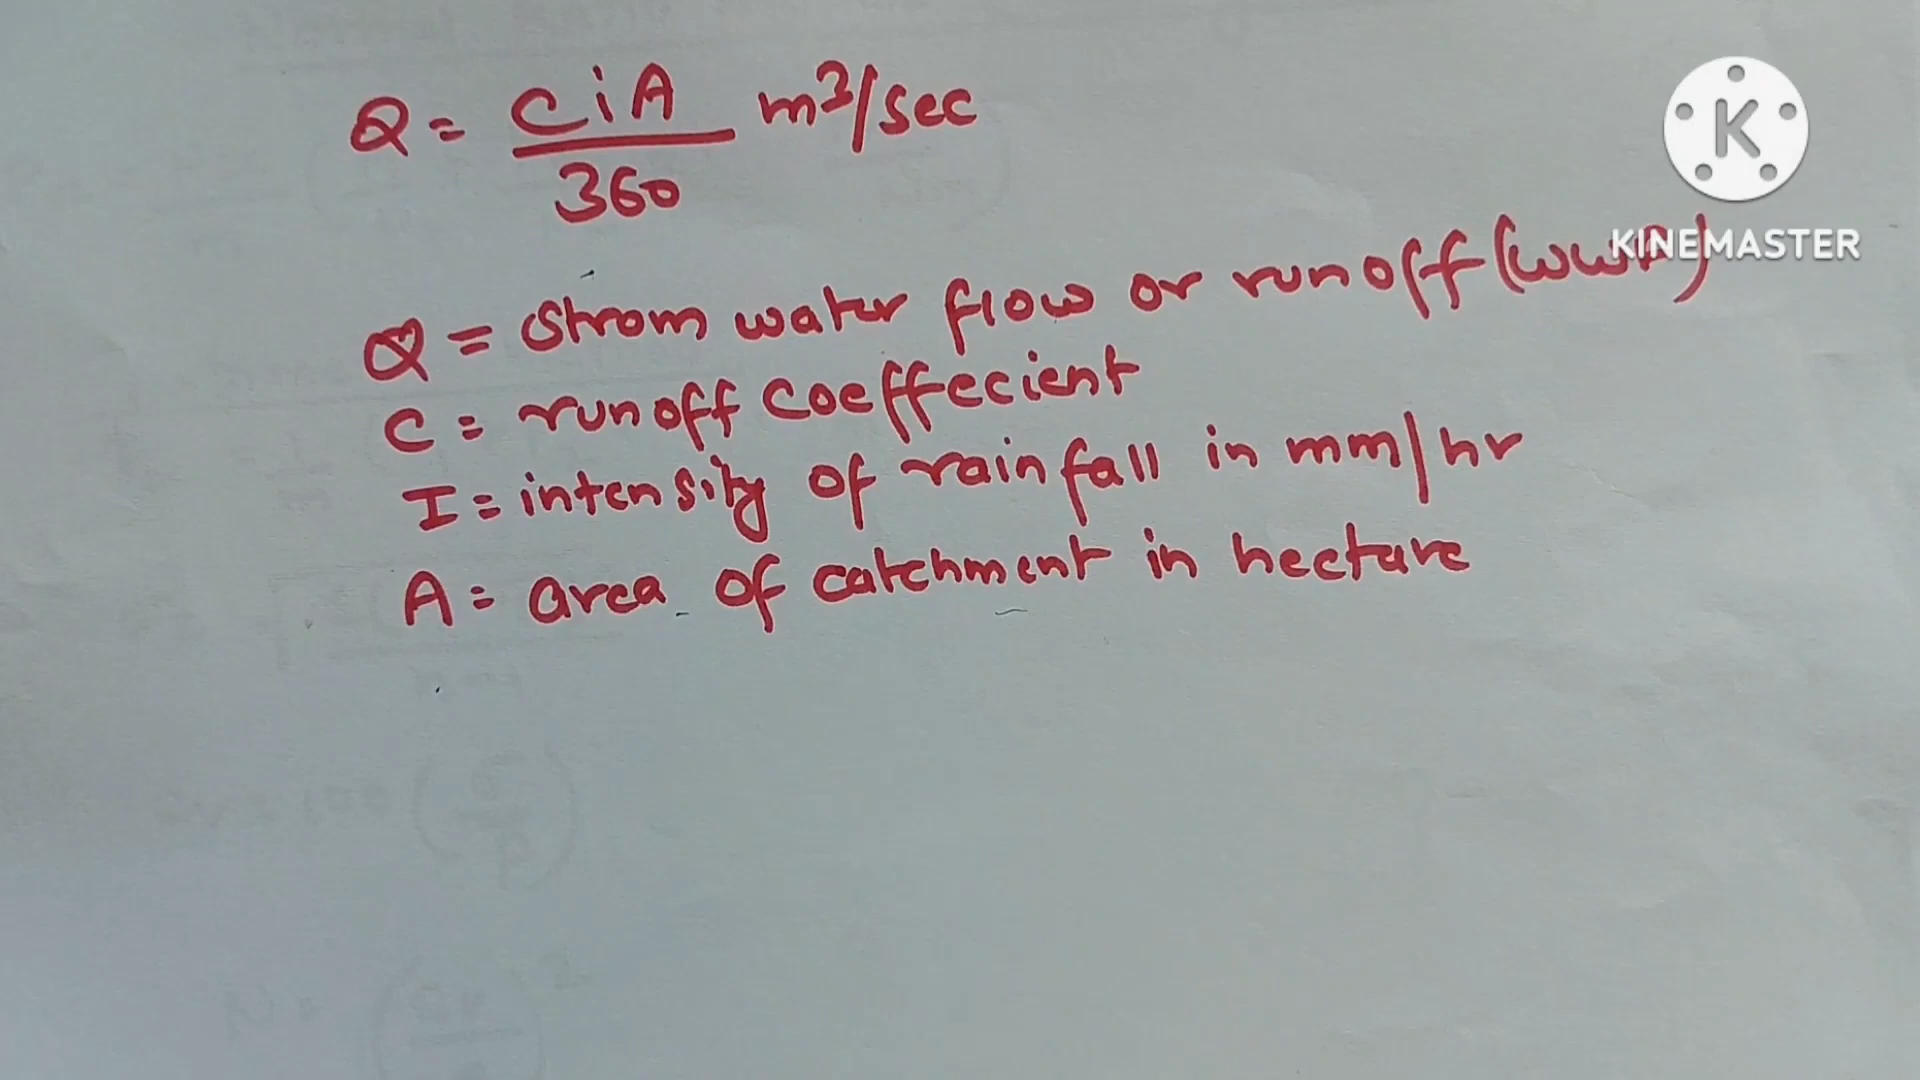 Q = CiA m³/sec
360
K
KINEMASTER
Q = Strom water flow or runoff
C = runoff coeffecient
I = intensity of rainfall in mm/hr
A = area of catchment in hectare